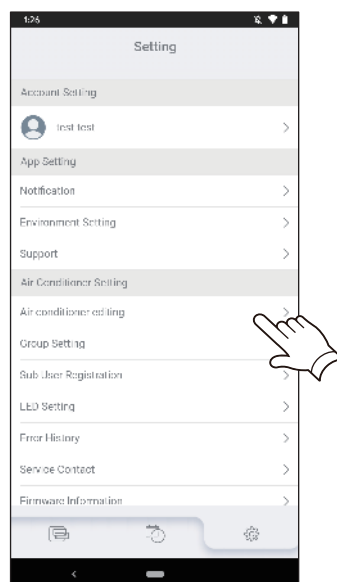 1:26
Setting
Account Setting
test test
App Setting
Notification
Environment Setting
Support
Air Conditioner Setting
Air conditioner editing
Group Setting
Sub User Registration
LED Setting
Error History
Service Contact
Firmware Information